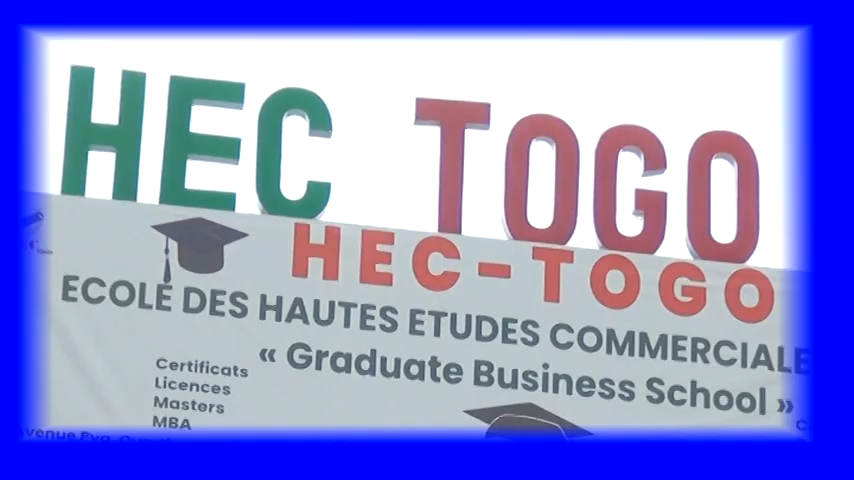 HEC TOGO
HEC-TOGO
ECOLE DES HAUTES ETUDES COMMERCIALE
« Graduate Business School »
Certificats
Licences
Masters
MBA